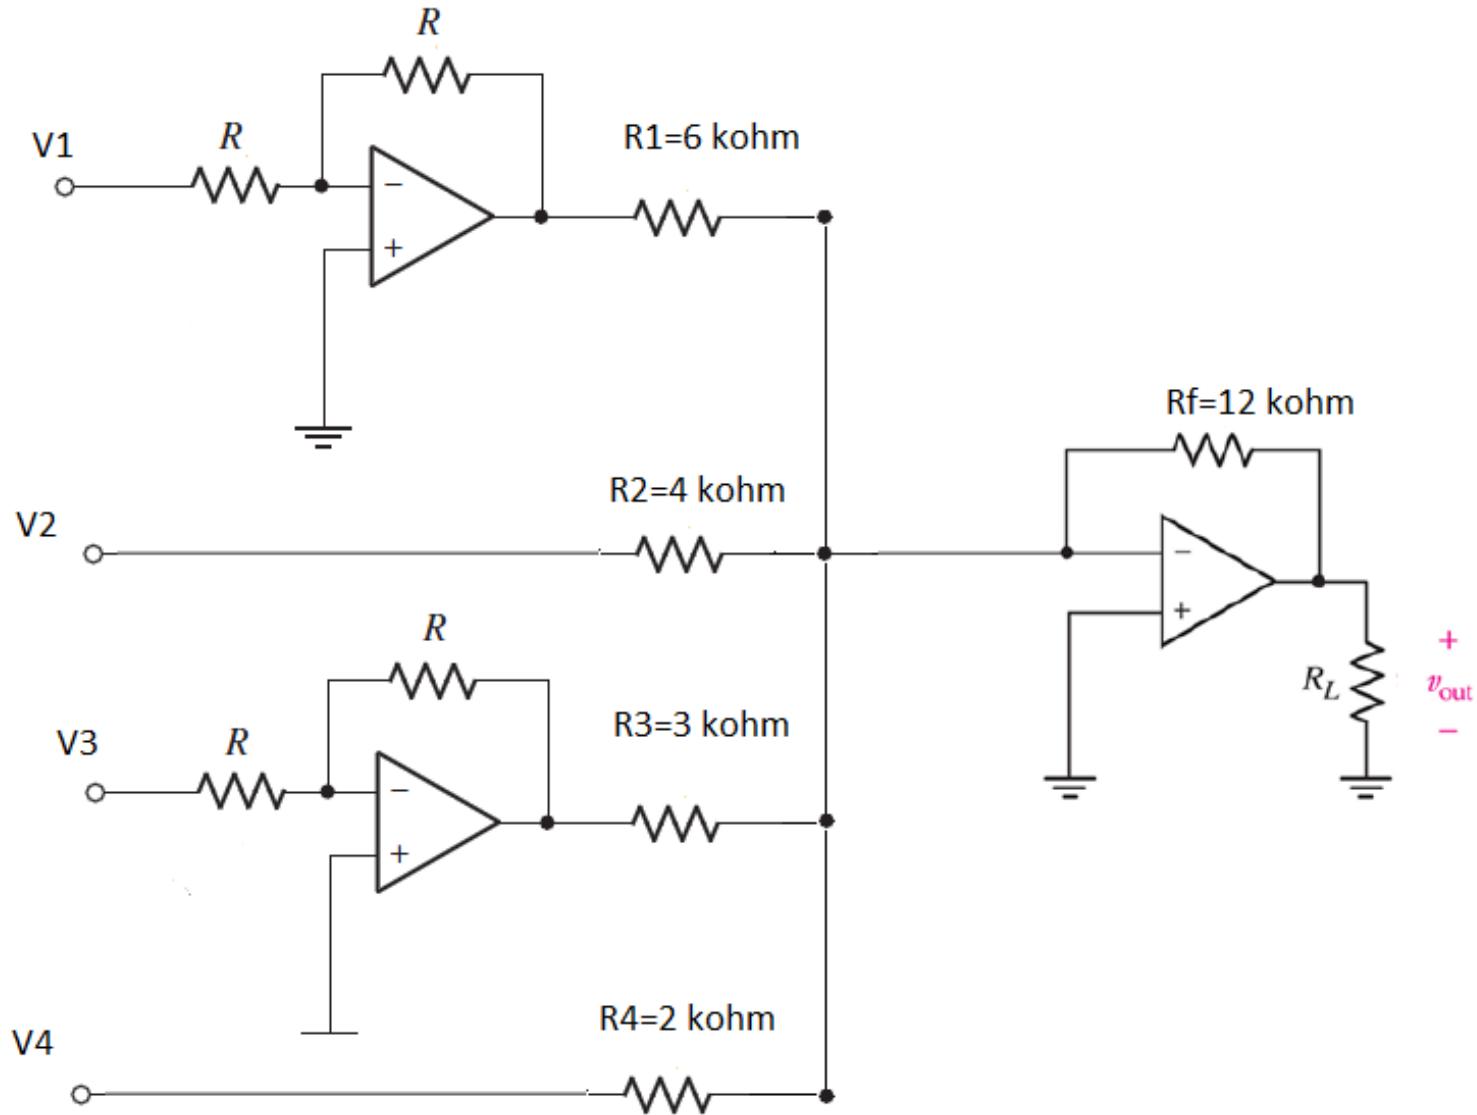 R
V1
R
R1=6 kohm
−
+
Rf=12 kohm
R2=4 kohm
V2
−
+
R
R3=3 kohm
V3
R
−
+
+
R_L
v_out
−
R4=2 kohm
V4